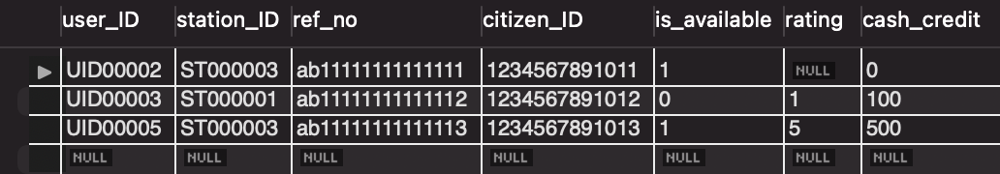 user_ID station_ID ref_no citizen_ID is_available rating cash_credit
UID00002 ST000003 ab11111111111111 1234567891011 1 NULL 0
UID00003 ST000001 ab11111111111112 1234567891012 0 1 100
UID00005 ST000003 ab11111111111113 1234567891013 1 5 500
NULL NULL NULL NULL NULL NULL NULL